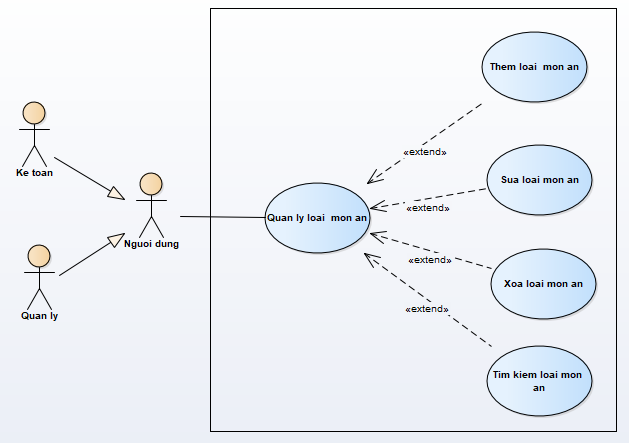 Them loai mon an
«extend»
Ke toan
Sua loai mon an
«extend»
Nguoi dung
Quan ly loai mon an
«extend»
Xoa loai mon an
Quan ly
«extend»
Tim kiem loai mon
an